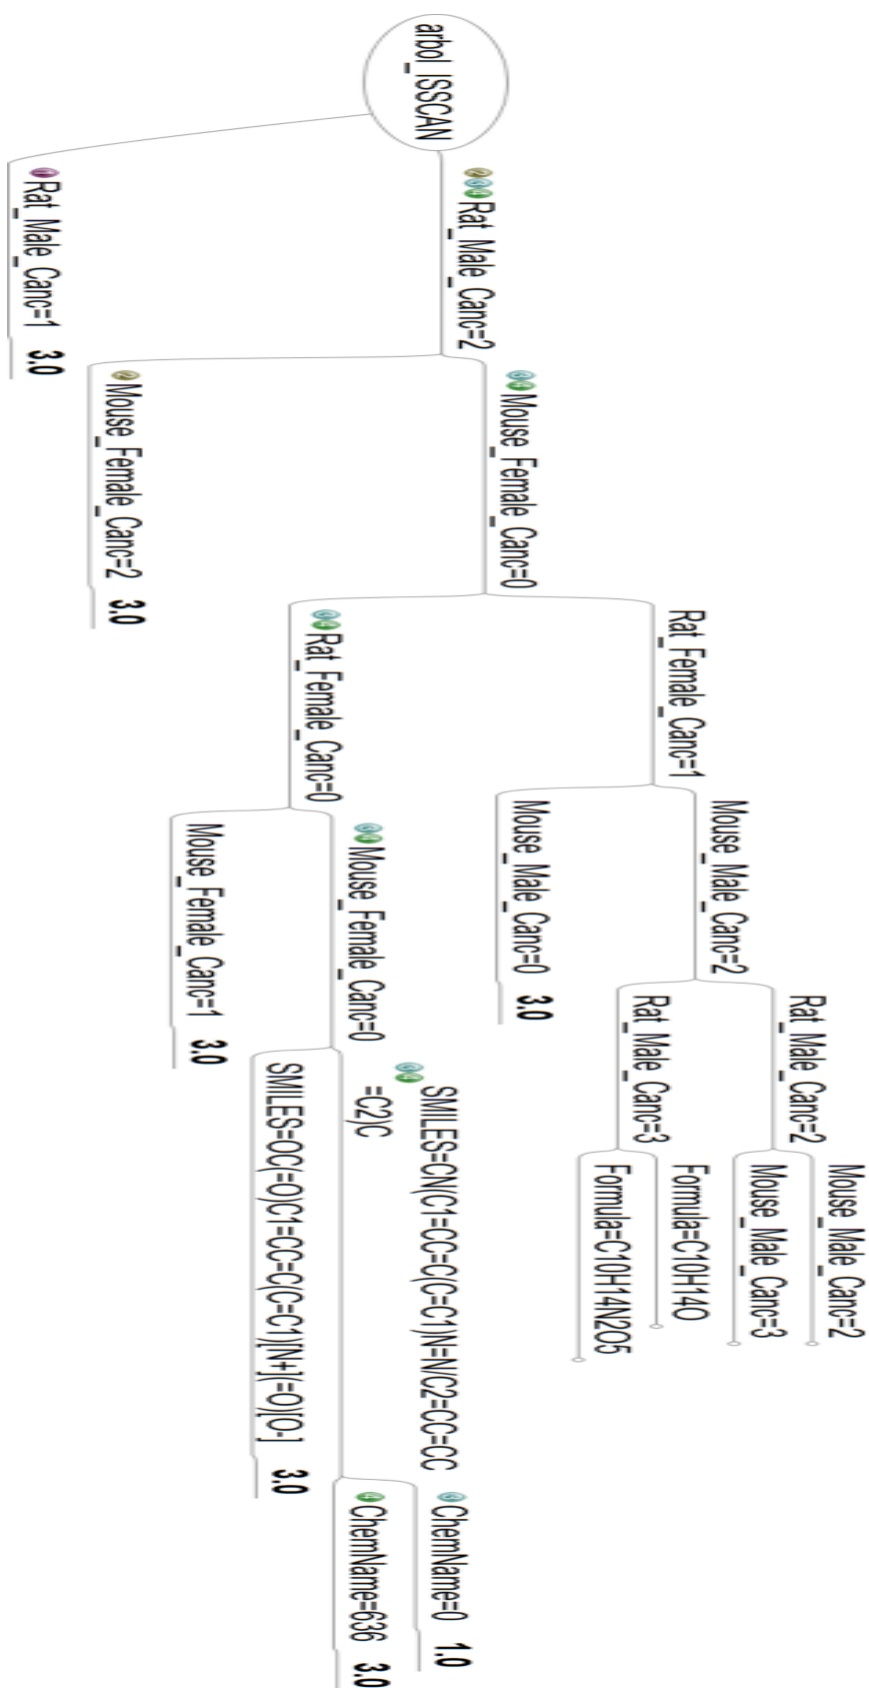 arbol_ISSCAN
Rat_Male_Canc=2
Mouse_Female_Canc=0
Rat_Female_Canc=1
Mouse_Male_Canc=2
Rat_Male_Canc=2
Mouse_Male_Canc=2
Mouse_Male_Canc=3
Rat_Male_Canc=3
Formula=C10H14O
Formula=C10H14N2O5
Mouse_Male_Canc=0 3.0
Rat_Female_Canc=0
Mouse_Female_Canc=0
SMILES=CN(C1=CC=C(C=C1)N=N/C2=CC=CC
=C2)C
ChemName=0 1.0
ChemName=636 3.0
SMILES=OC(=O)C1=CC=C(C=C1)[N+](=O)[O-] 3.0
Mouse_Female_Canc=1 3.0
Mouse_Female_Canc=2 3.0
Rat_Male_Canc=1 3.0